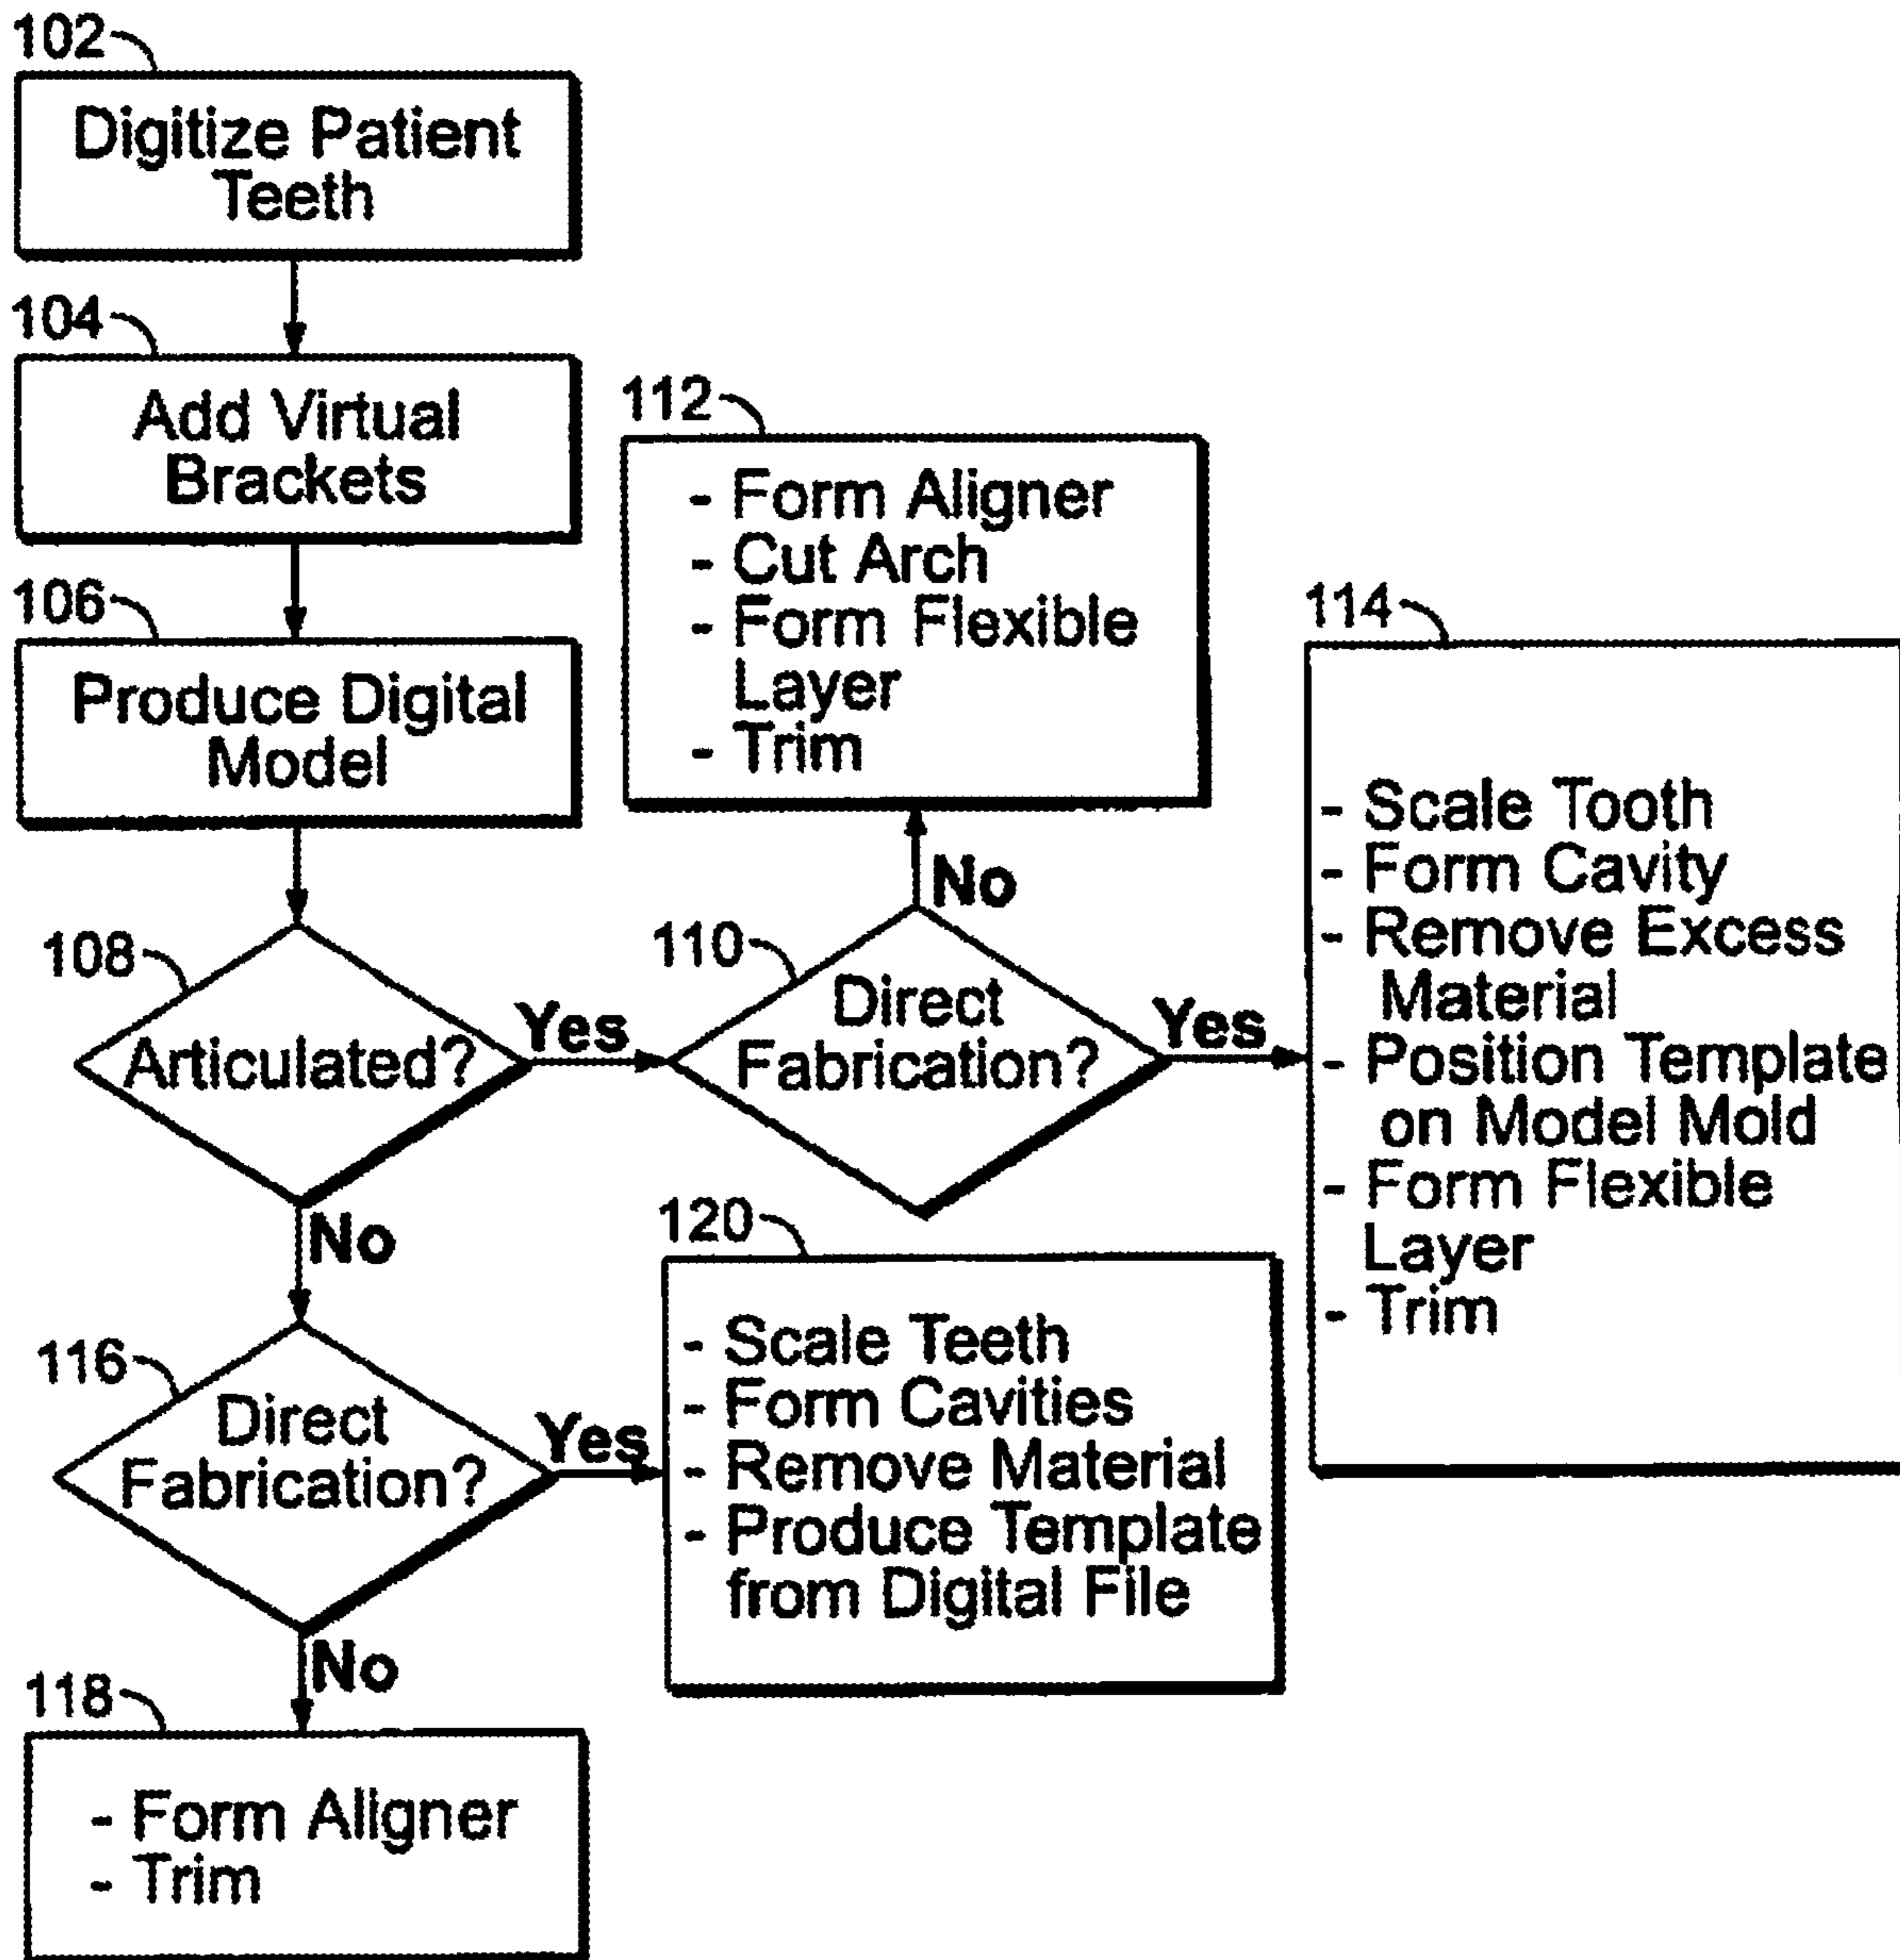 102
Digitize Patient
Teeth
104
Add Virtual
Brackets
106
Produce Digital
Model
108
Articulated?
Yes
No
110
Direct
Fabrication?
No
Yes
112
- Form Aligner
- Cut Arch
- Form Flexible
Layer
- Trim
114
- Scale Tooth
- Form Cavity
- Remove Excess
Material
- Position Template
on Model Mold
- Form Flexible
Layer
- Trim
116
Direct
Fabrication?
Yes
No
120
- Scale Teeth
- Form Cavities
- Remove Material
- Produce Template
from Digital File
118
- Form Aligner
- Trim